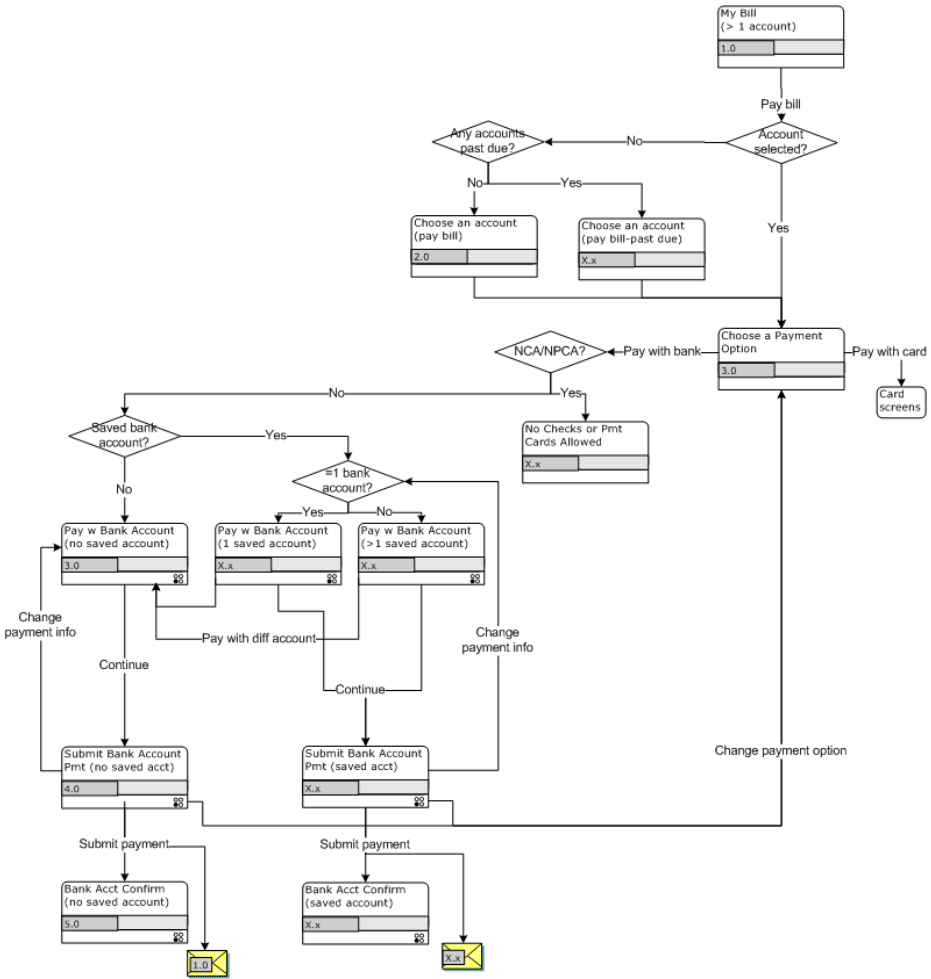 My Bill
(> 1 account)
1.0
Pay bill
Any accounts
past due?
No
Account
selected?
No
Yes
Yes
Choose an account
(pay bill)
2.0
Choose an account
(pay bill-past due)
X.x
NCA/NPCA?
Pay with bank
Choose a Payment
Option
3.0
Pay with card
Card
screens
No
Yes
Saved bank
account?
Yes
No Checks or Pmt
Cards Allowed
X.x
=1 bank
account?
No
Yes
No
Pay w Bank Account
(no saved account)
3.0
Pay w Bank Account
(1 saved account)
X.x
Pay w Bank Account
(>1 saved account)
X.x
Change
payment info
Pay with diff account
Change
payment info
Continue
Continue
Change payment option
Submit Bank Account
Pmt (no saved acct)
4.0
Submit Bank Account
Pmt (saved acct)
X.x
Submit payment
Submit payment
Bank Acct Confirm
(no saved account)
5.0
Bank Acct Confirm
(saved account)
X.x
1.0
X.x